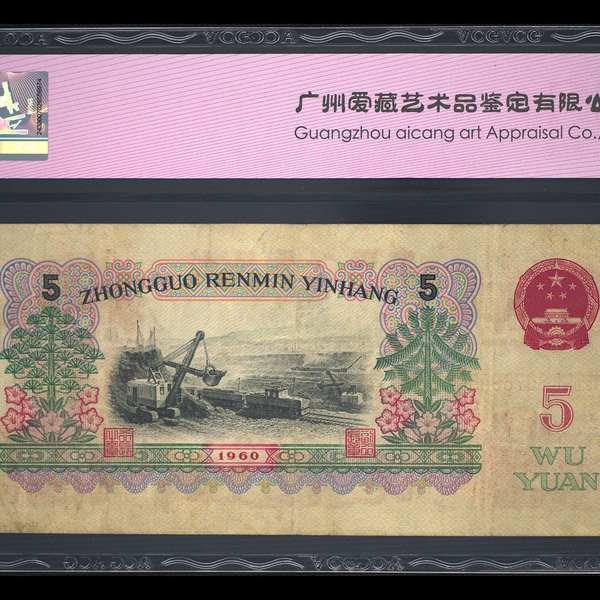 广州爱藏艺术品鉴定有限公
Guangzhou aicang art Appraisal Co.,
5
ZHONGGUO RENMIN YINHANG
5
1960
5
WU
YUAN